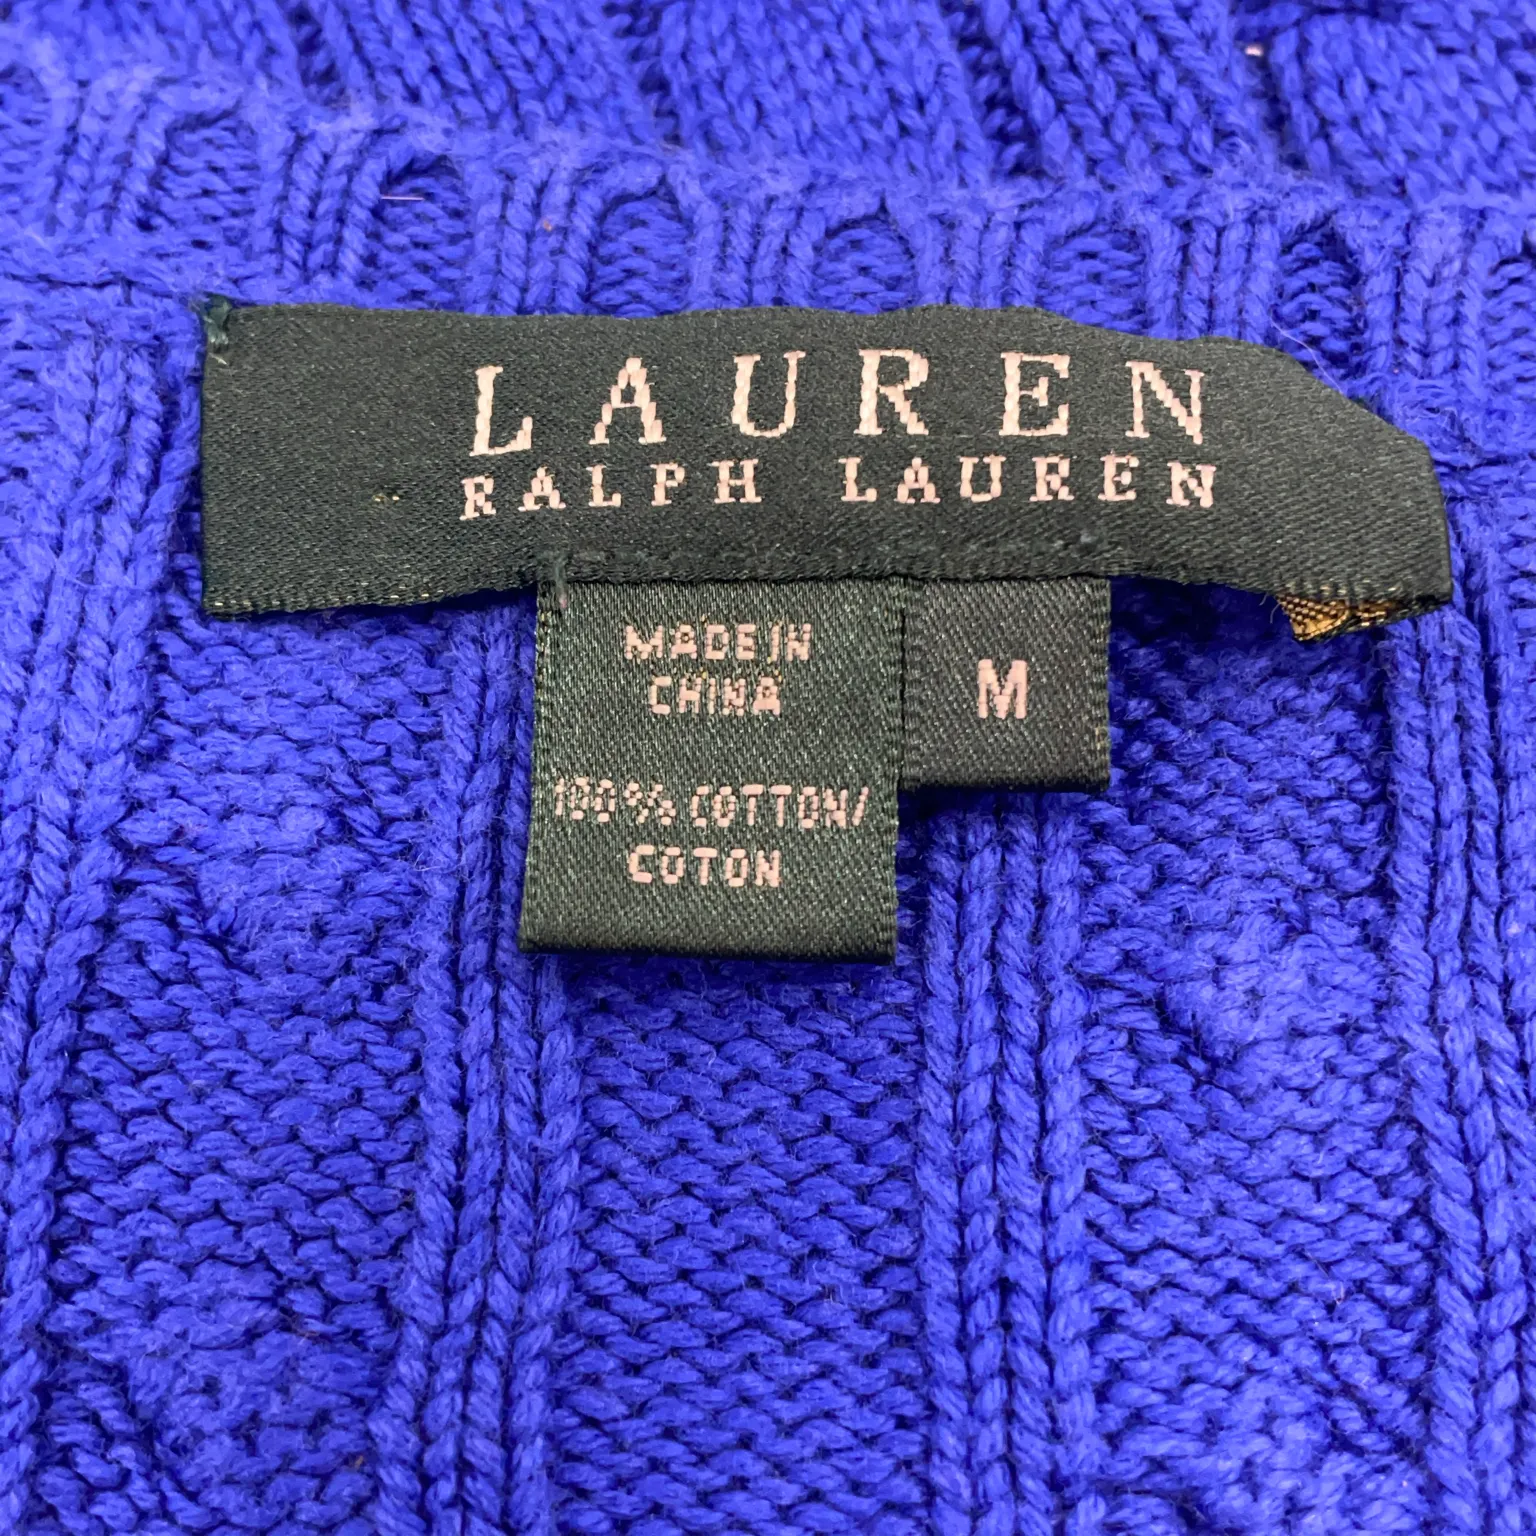 LAUREN
RALPH LAUREN
MADE IN
CHINA
M
100% COTTON/
COTON